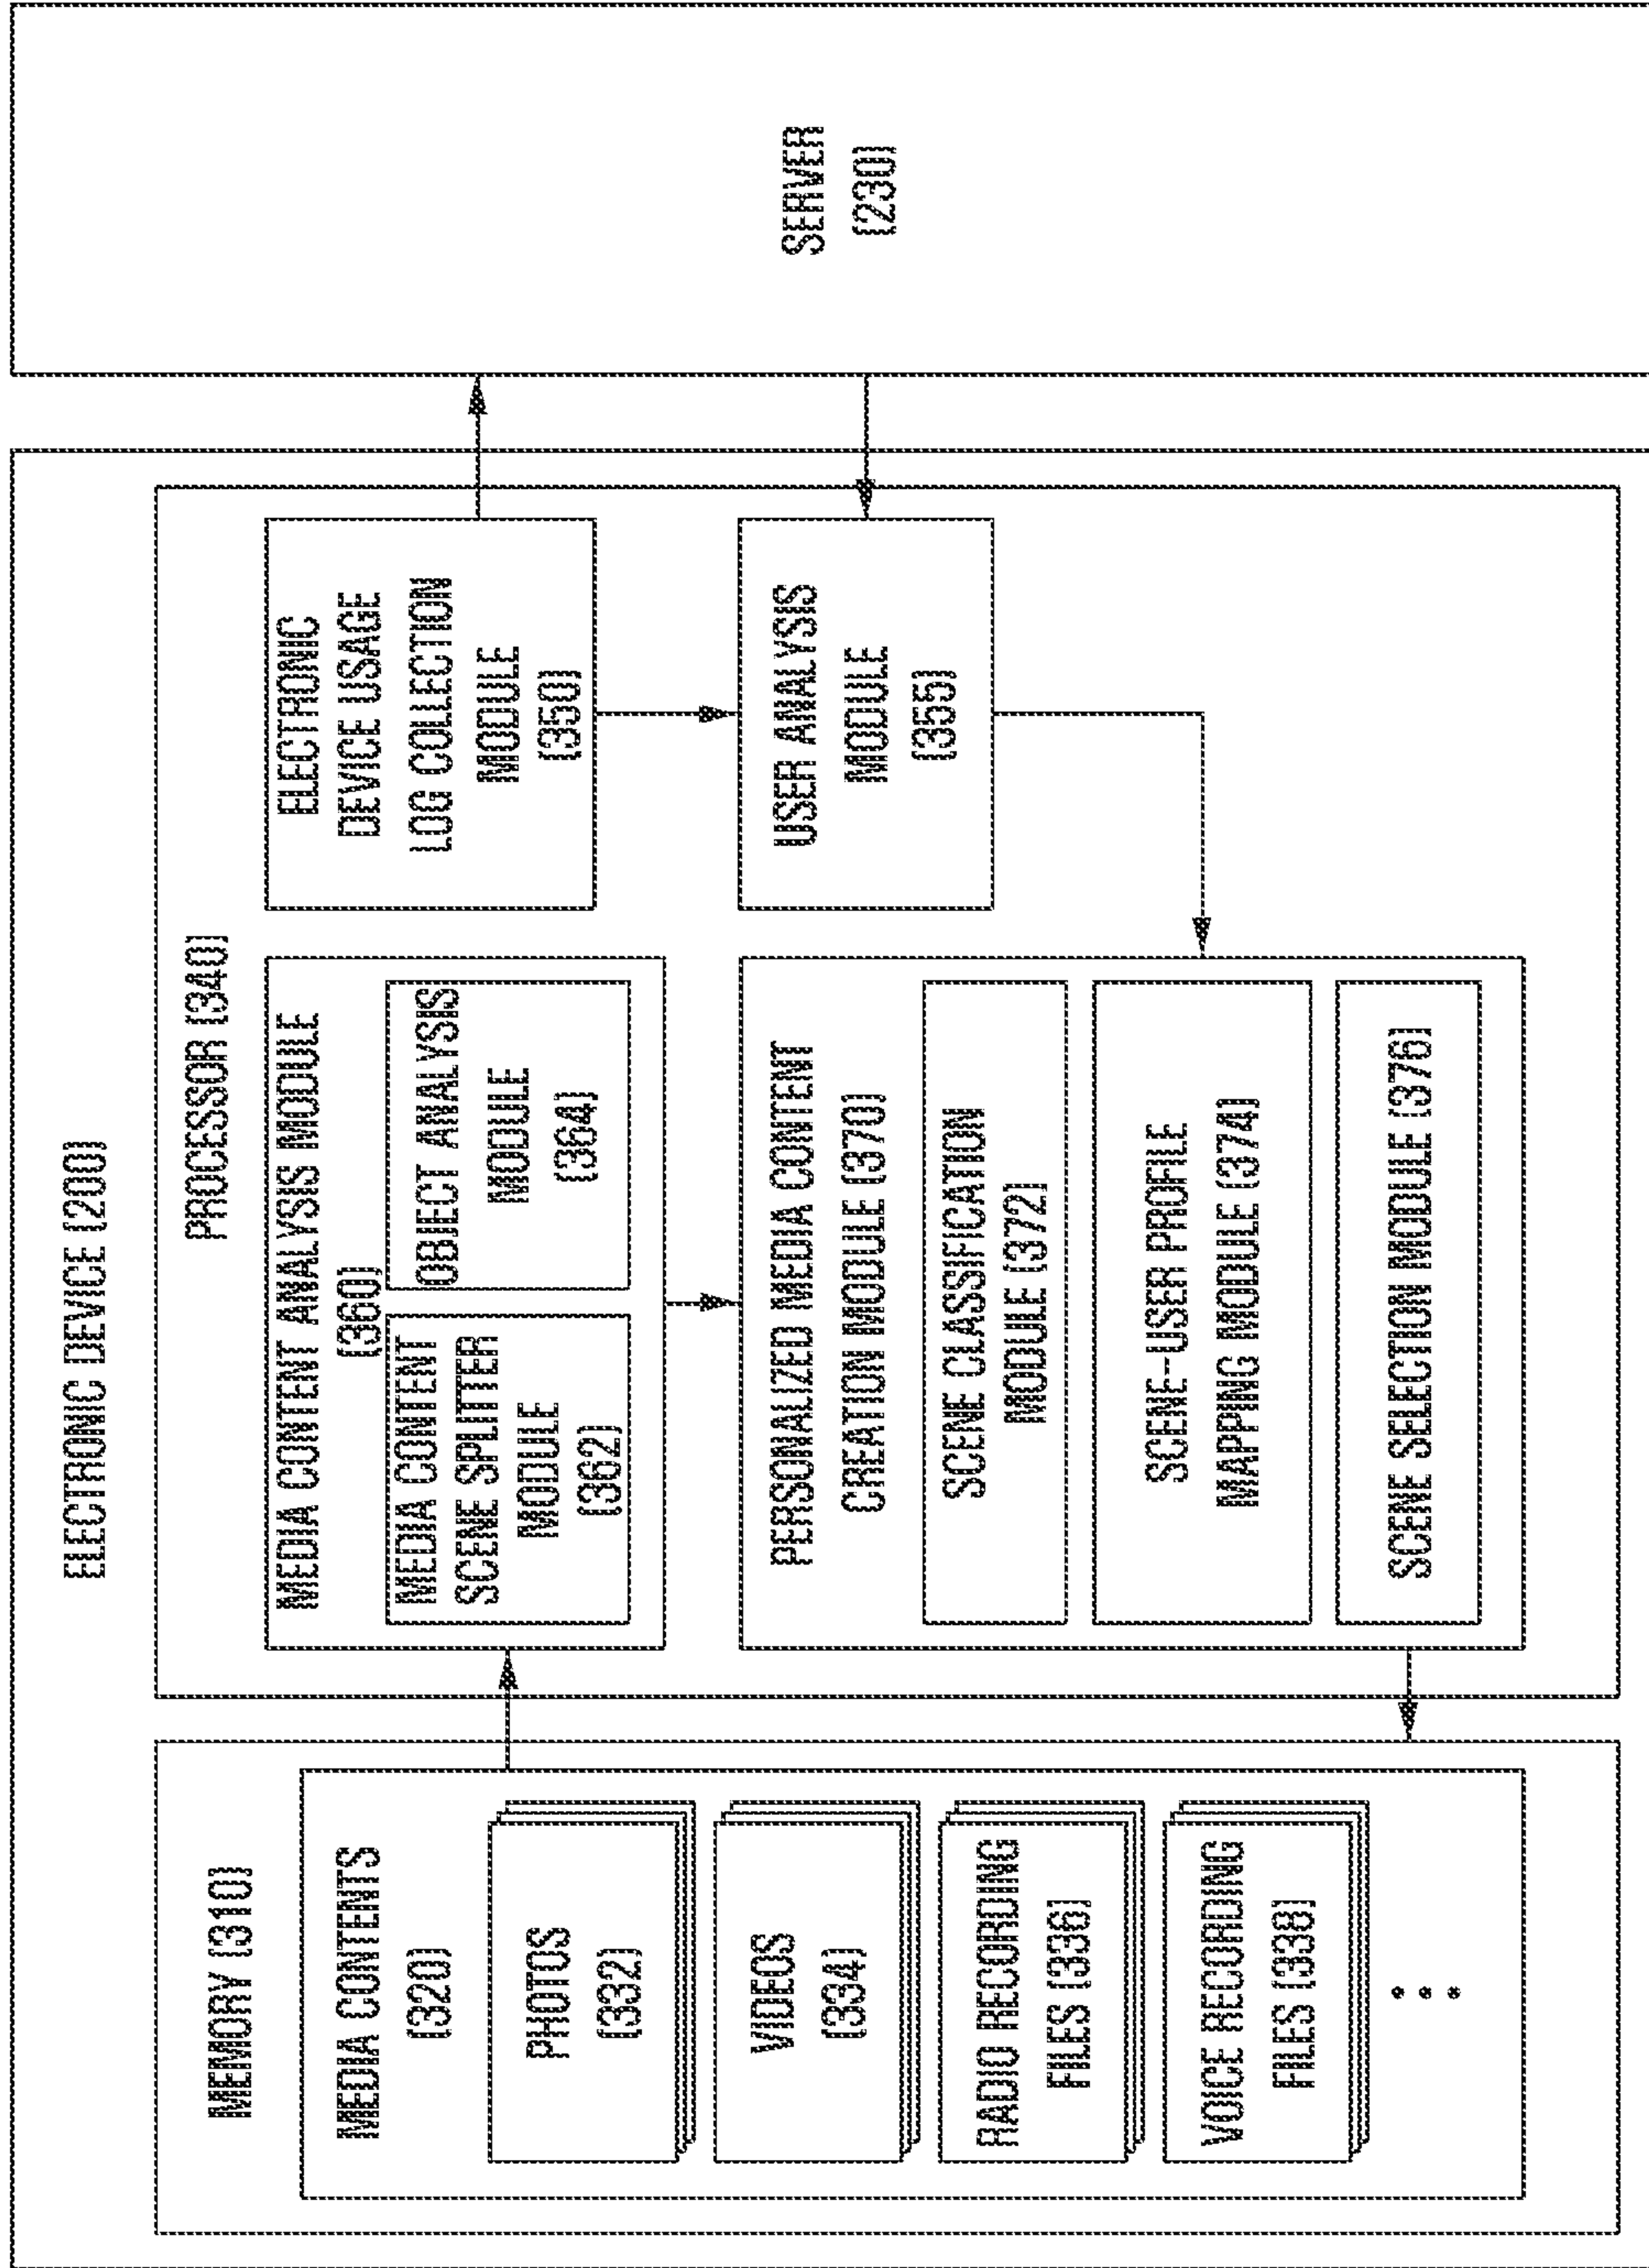 ELECTRONIC DEVICE (200)
MEMORY (310)
MEDIA CONTENTS
(320)
PHOTOS
(332)
VIDEOS
(334)
RADIO RECORDING
FILES (336)
VOICE RECORDING
FILES (338)
PROCESSOR (340)
MEDIA CONTENT ANALYSIS MODULE
(360)
MEDIA CONTENT
SCENE SPLITTER
MODULE
(362)
OBJECT ANALYSIS
MODULE
(364)
ELECTRONIC
DEVICE USAGE
LOG COLLECTION
MODULE
(350)
PERSONALIZED MEDIA CONTENT
CREATION MODULE (370)
SCENE CLASSIFICATION
MODULE (372)
SCENE-USER PROFILE
MAPPING MODULE (374)
SCENE SELECTION MODULE (376)
USER ANALYSIS
MODULE
(355)
SERVER
(230)